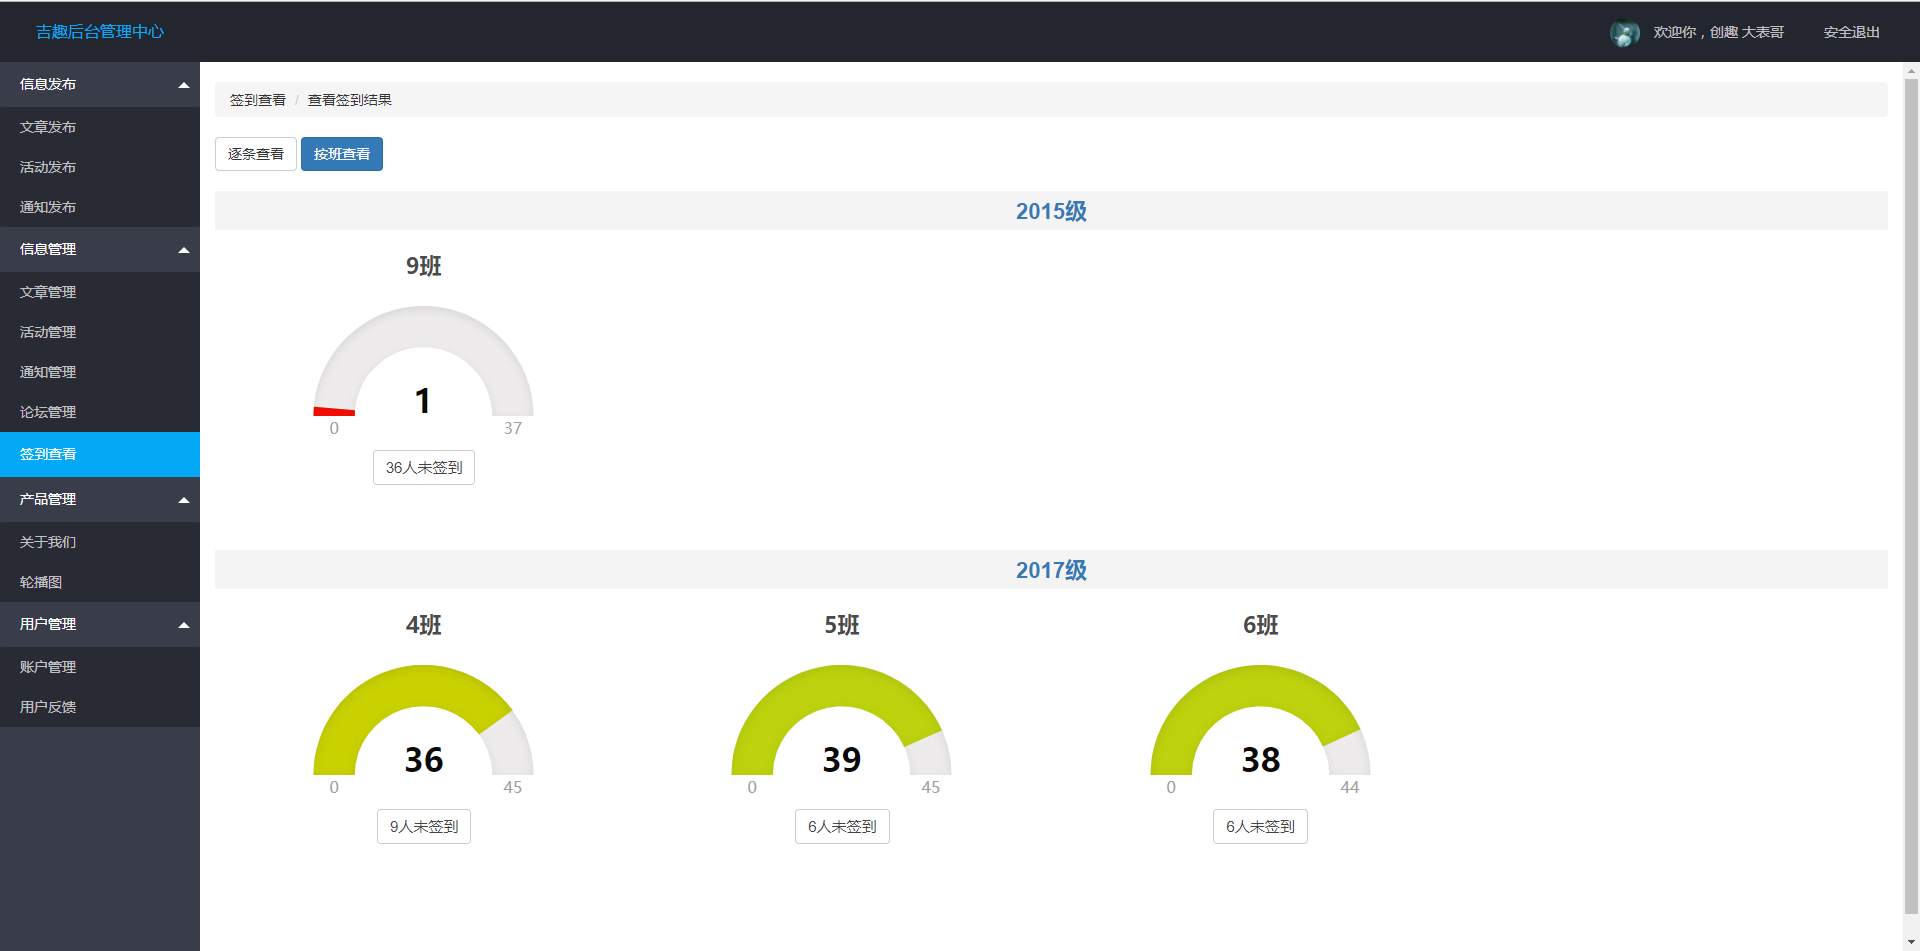 吉趣后台管理中心
欢迎你，创趣 大表哥
安全退出
信息发布
文章发布
活动发布
通知发布
信息管理
文章管理
活动管理
通知管理
论坛管理
签到查看
产品管理
关于我们
轮播图
用户管理
账户管理
用户反馈
签到查看 / 查看签到结果
逐条查看 按班查看
2015级
9班
1
0 37
36人未签到
2017级
4班 5班 6班
36 39 38
0 45 0 45 0 44
9人未签到 6人未签到 6人未签到